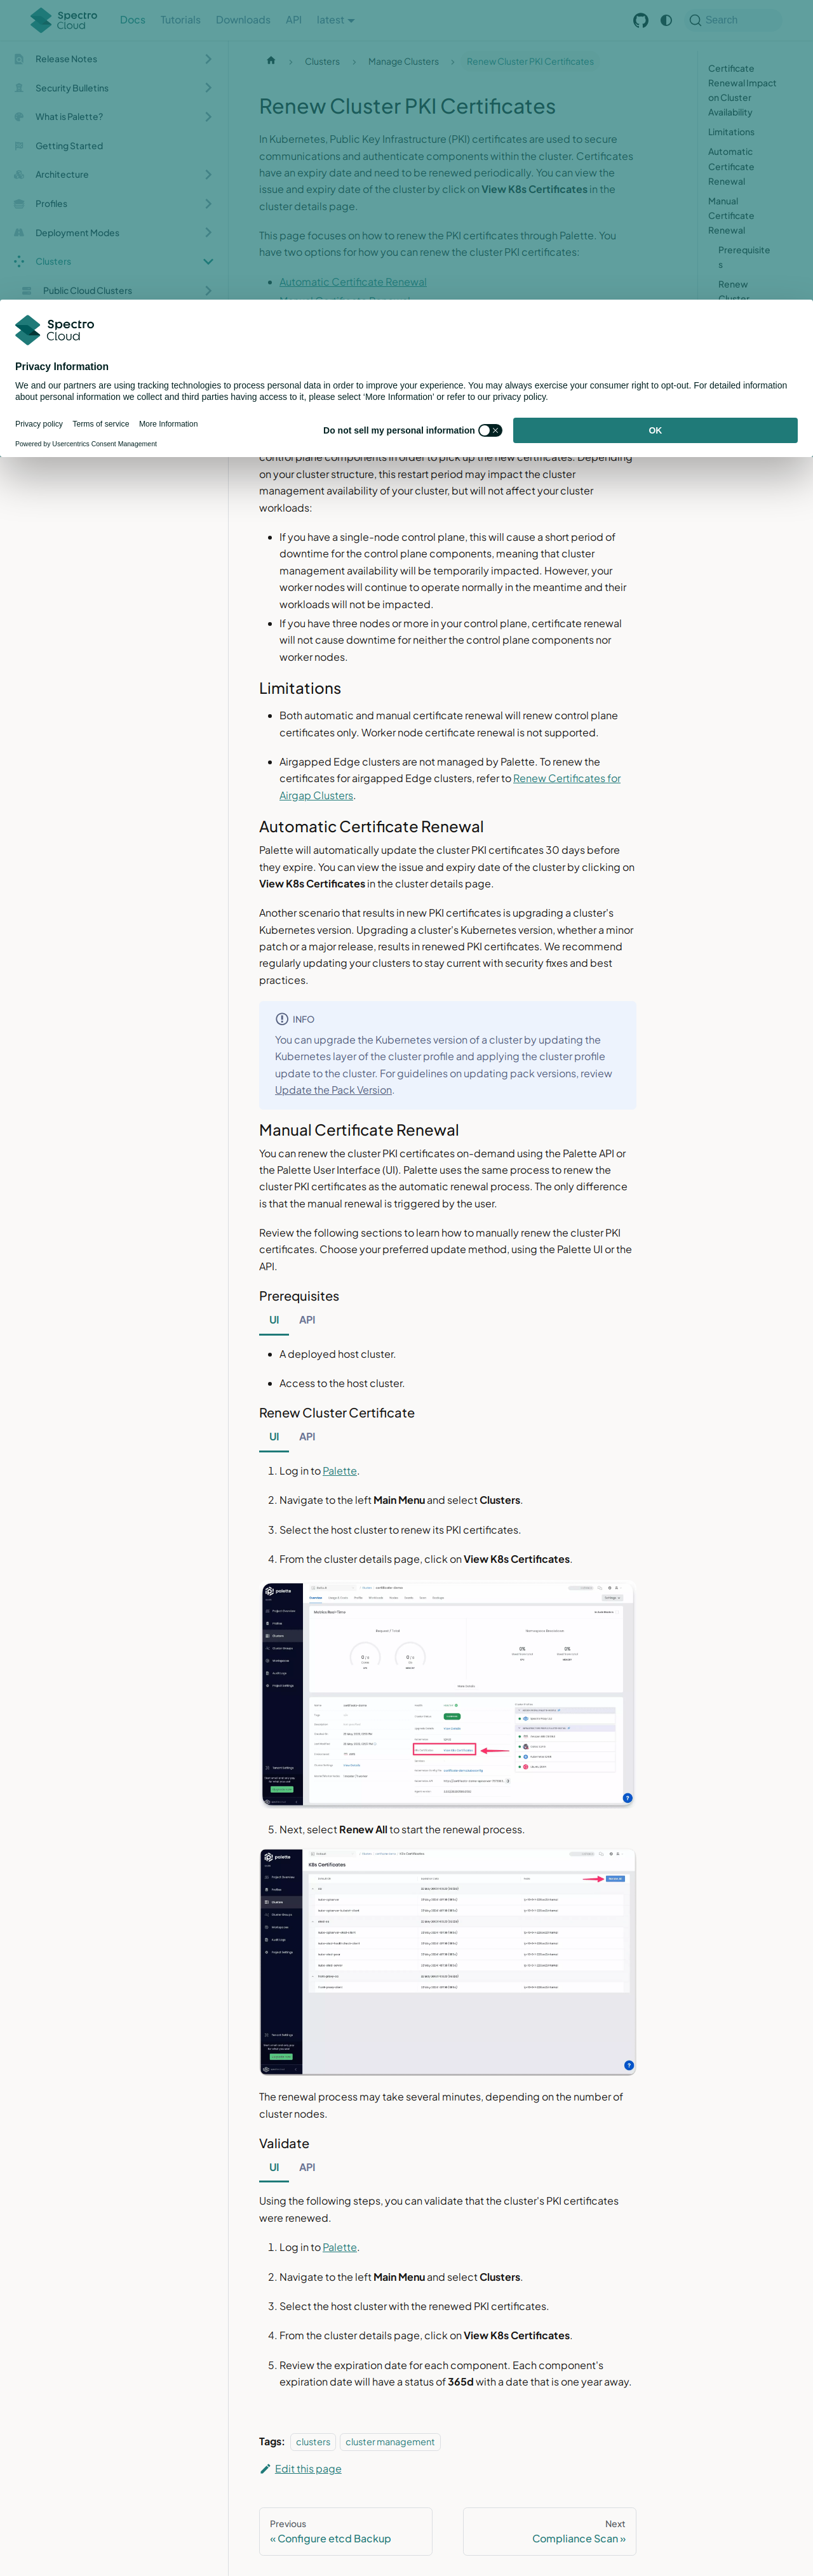 Spectro Cloud
Docs
Tutorials
Downloads
API
latest
Search
Release Notes
Security Bulletins
What is Palette?
Getting Started
Architecture
Profiles
Deployment Modes
Clusters
Public Cloud Clusters
Clusters
Manage Clusters
Renew Cluster PKI Certificates
Certificate
Renewal Impact
on Cluster
Availability
Limitations
Automatic
Certificate
Renewal
Manual
Certificate
Renewal
Prerequisite
s
Renew
Cluster
Renew Cluster PKI Certificates
In Kubernetes, Public Key Infrastructure (PKI) certificates are used to secure
communications and authenticate components within the cluster. Certificates
have an expiry date and need to be renewed periodically. You can view the
issue and expiry date of the cluster by click on View K8s Certificates in the
cluster details page.
This page focuses on how to renew the PKI certificates through Palette. You
have two options for how you can renew the cluster PKI certificates:
Automatic Certificate Renewal
Spectro
Cloud
Privacy Information
We and our partners are using tracking technologies to process personal data in order to improve your experience. You may always exercise your consumer right to opt-out. For detailed information
about personal information we collect and third parties having access to it, please select ‘More Information’ or refer to our privacy policy.
Privacy policy
Terms of service
More Information
Do not sell my personal information
OK
Powered by Usercentrics Consent Management
control plane components in order to pick up the new certificates. Depending
on your cluster structure, this restart period may impact the cluster
management availability of your cluster, but will not affect your cluster
workloads:
If you have a single-node control plane, this will cause a short period of
downtime for the control plane components, meaning that cluster
management availability will be temporarily impacted. However, your
worker nodes will continue to operate normally in the meantime and their
workloads will not be impacted.
If you have three nodes or more in your control plane, certificate renewal
will not cause downtime for neither the control plane components nor
worker nodes.
Limitations
Both automatic and manual certificate renewal will renew control plane
certificates only. Worker node certificate renewal is not supported.
Airgapped Edge clusters are not managed by Palette. To renew the
certificates for airgapped Edge clusters, refer to Renew Certificates for
Airgap Clusters.
Automatic Certificate Renewal
Palette will automatically update the cluster PKI certificates 30 days before
they expire. You can view the issue and expiry date of the cluster by clicking on
View K8s Certificates in the cluster details page.
Another scenario that results in new PKI certificates is upgrading a cluster's
Kubernetes version. Upgrading a cluster's Kubernetes version, whether a minor
patch or a major release, results in renewed PKI certificates. We recommend
regularly updating your clusters to stay current with security fixes and best
practices.
INFO
You can upgrade the Kubernetes version of a cluster by updating the
Kubernetes layer of the cluster profile and applying the cluster profile
update to the cluster. For guidelines on updating pack versions, review
Update the Pack Version.
Manual Certificate Renewal
You can renew the cluster PKI certificates on-demand using the Palette API or
the Palette User Interface (UI). Palette uses the same process to renew the
cluster PKI certificates as the automatic renewal process. The only difference
is that the manual renewal is triggered by the user.
Review the following sections to learn how to manually renew the cluster PKI
certificates. Choose your preferred update method, using the Palette UI or the
API.
Prerequisites
UI API
A deployed host cluster.
Access to the host cluster.
Renew Cluster Certificate
UI API
1. Log in to Palette.
2. Navigate to the left Main Menu and select Clusters.
3. Select the host cluster to renew its PKI certificates.
4. From the cluster details page, click on View K8s Certificates.
palette
5. Next, select Renew All to start the renewal process.
palette
K8s Certificates
The renewal process may take several minutes, depending on the number of
cluster nodes.
Validate
UI API
Using the following steps, you can validate that the cluster's PKI certificates
were renewed.
1. Log in to Palette.
2. Navigate to the left Main Menu and select Clusters.
3. Select the host cluster with the renewed PKI certificates.
4. From the cluster details page, click on View K8s Certificates.
5. Review the expiration date for each component. Each component's
expiration date will have a status of 365d with a date that is one year away.
Tags: clusters cluster management
Edit this page
Previous
« Configure etcd Backup
Next
Compliance Scan »